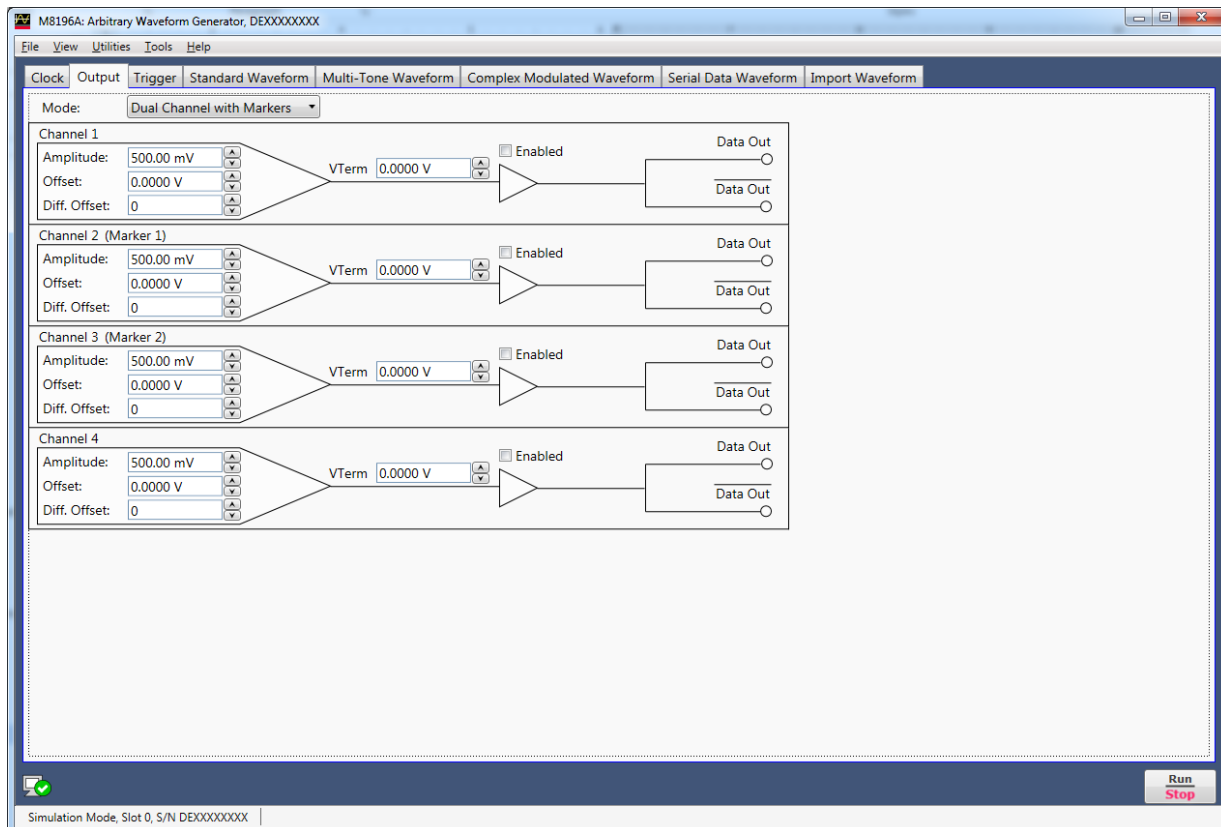 M8196A: Arbitrary Waveform Generator, DEXXXXXXXX
File View Utilities Tools Help
Clock Output Trigger Standard Waveform Multi-Tone Waveform Complex Modulated Waveform Serial Data Waveform Import Waveform
Mode: Dual Channel with Markers
Channel 1
Amplitude: 500.00 mV
Offset: 0.0000 V
Diff. Offset: 0
VTerm 0.0000 V
Enabled
Data Out
Data Out
Channel 2 (Marker 1)
Amplitude: 500.00 mV
Offset: 0.0000 V
Diff. Offset: 0
VTerm 0.0000 V
Enabled
Data Out
Data Out
Channel 3 (Marker 2)
Amplitude: 500.00 mV
Offset: 0.0000 V
Diff. Offset: 0
VTerm 0.0000 V
Enabled
Data Out
Data Out
Channel 4
Amplitude: 500.00 mV
Offset: 0.0000 V
Diff. Offset: 0
VTerm 0.0000 V
Enabled
Data Out
Data Out
Run
Stop
Simulation Mode, Slot 0, S/N DEXXXXXXXX